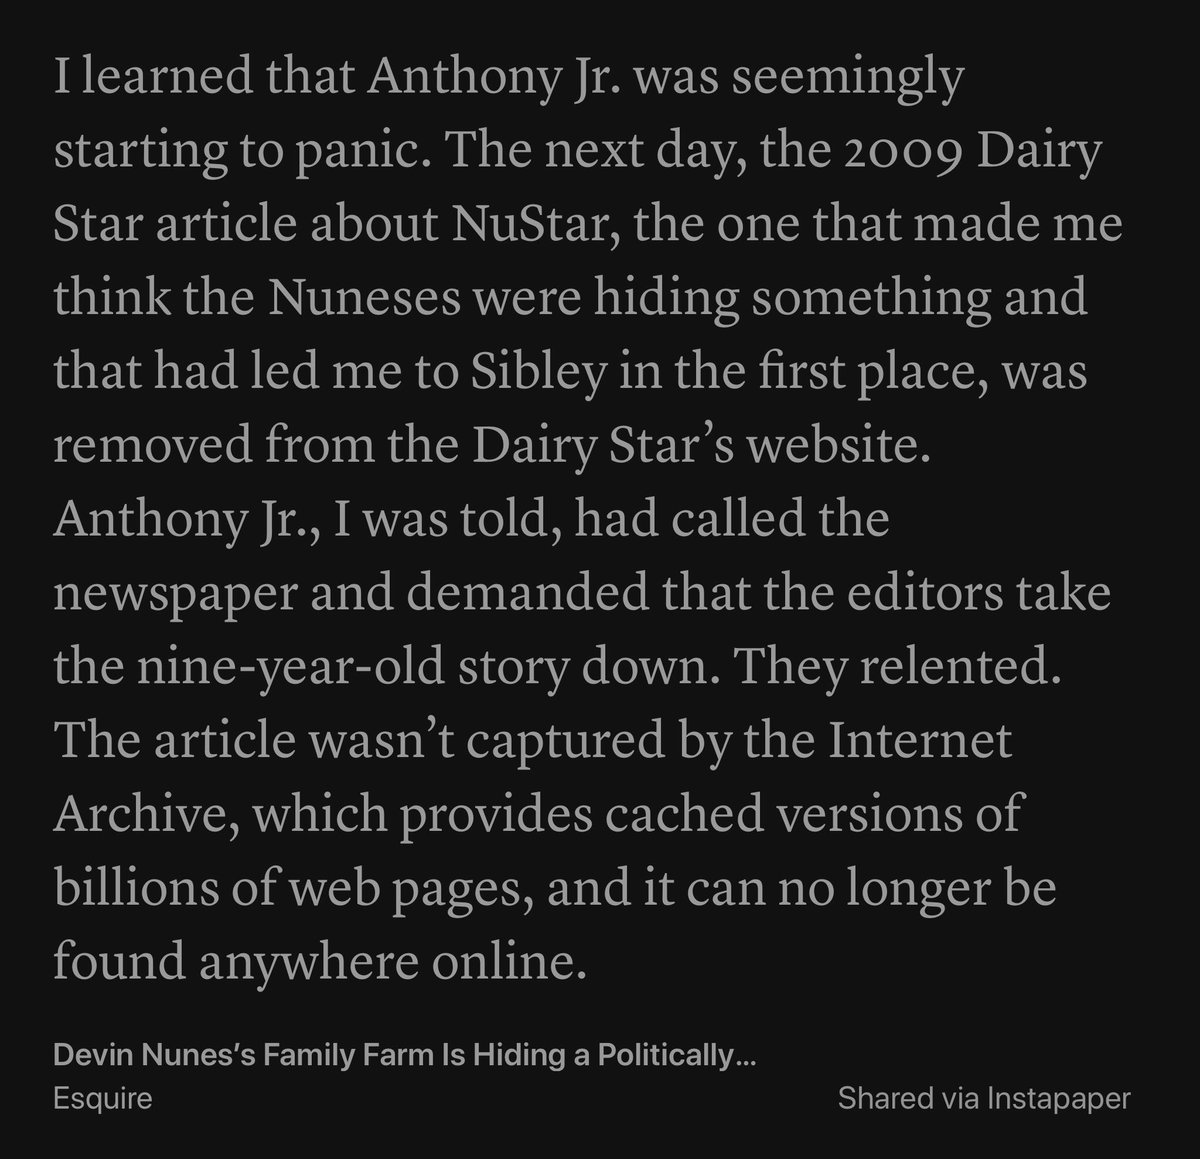 I learned that Anthony Jr. was seemingly
starting to panic. The next day, the 2009 Dairy
Star article about NuStar, the one that made me
think the Nuneses were hiding something and
that had led me to Sibley in the first place, was
removed from the Dairy Star’s website.
Anthony Jr., I was told, had called the
newspaper and demanded that the editors take
the nine-year-old story down. They relented.
The article wasn’t captured by the Internet
Archive, which provides cached versions of
billions of web pages, and it can no longer be
found anywhere online.
Devin Nunes’s Family Farm Is Hiding a Politically…
Esquire
Shared via Instapaper